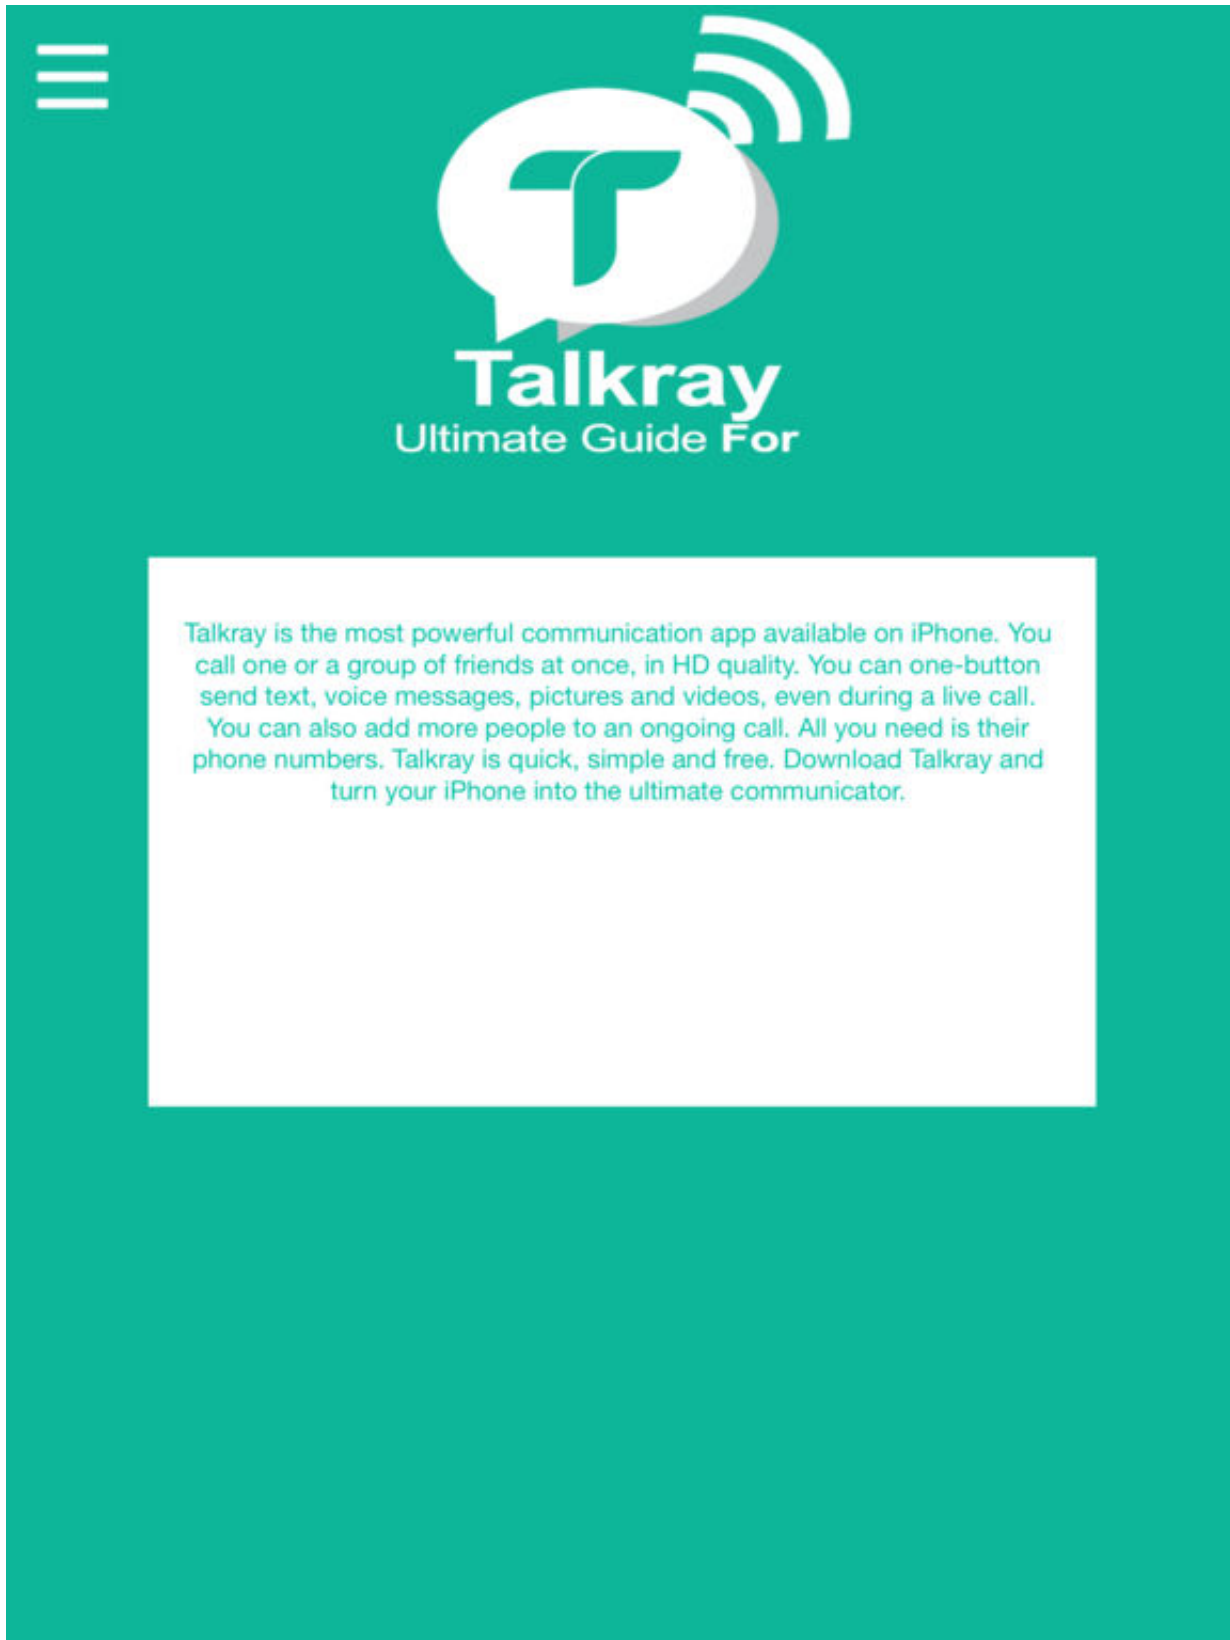 T
Talkray
Ultimate Guide For
Talkray is the most powerful communication app available on iPhone. You
call one or a group of friends at once, in HD quality. You can one-button
send text, voice messages, pictures and videos, even during a live call.
You can also add more people to an ongoing call. All you need is their
phone numbers. Talkray is quick, simple and free. Download Talkray and
turn your iPhone into the ultimate communicator.